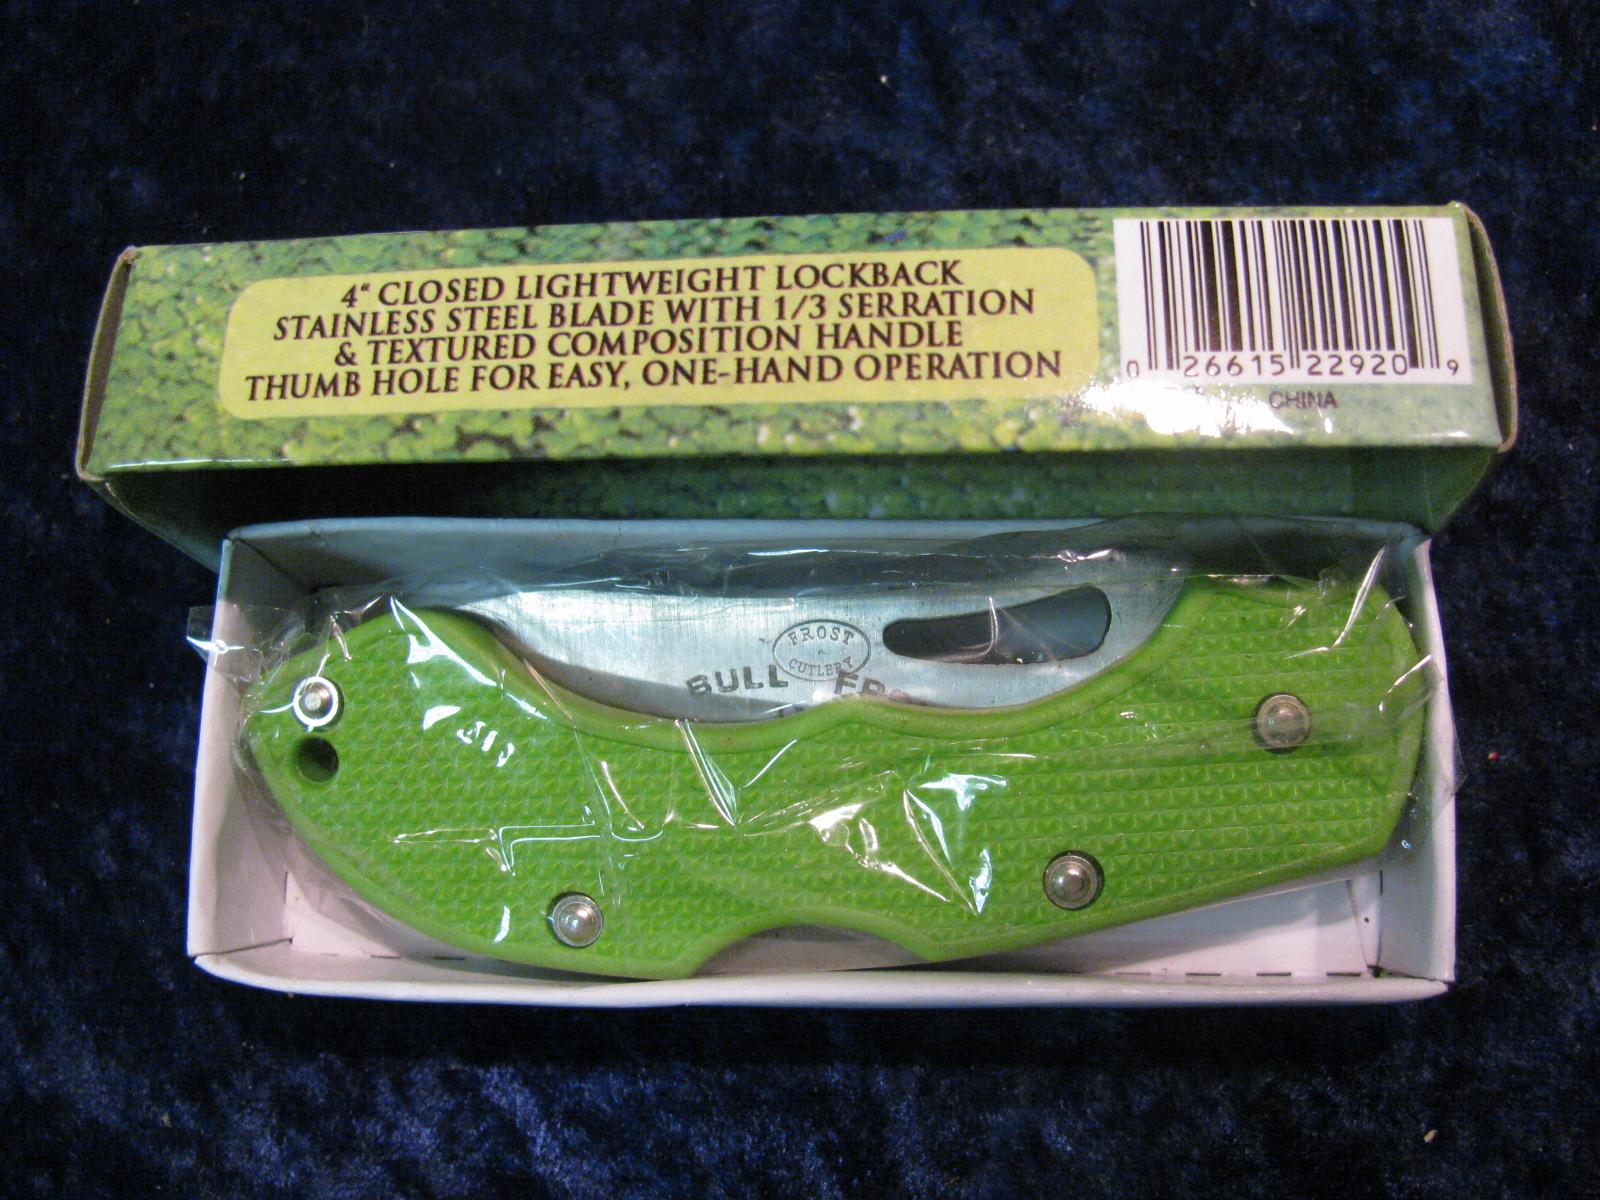 4“ CLOSED LIGHTWEIGHT LOCKBACK
STAINLESS STEEL BLADE WITH 1/3 SERRATION
& TEXTURED COMPOSITION HANDLE
THUMB HOLE FOR EASY, ONE-HAND OPERATION
0 26615 22920 9
CHINA
FROST
CUTLERY
BULL